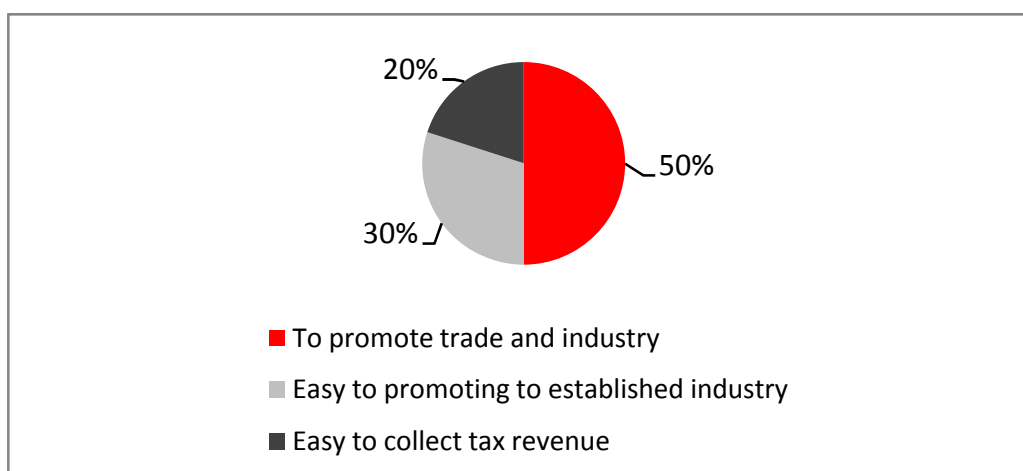 20%
50%
30%
To promote trade and industry
Easy to promoting to established industry
Easy to collect tax revenue